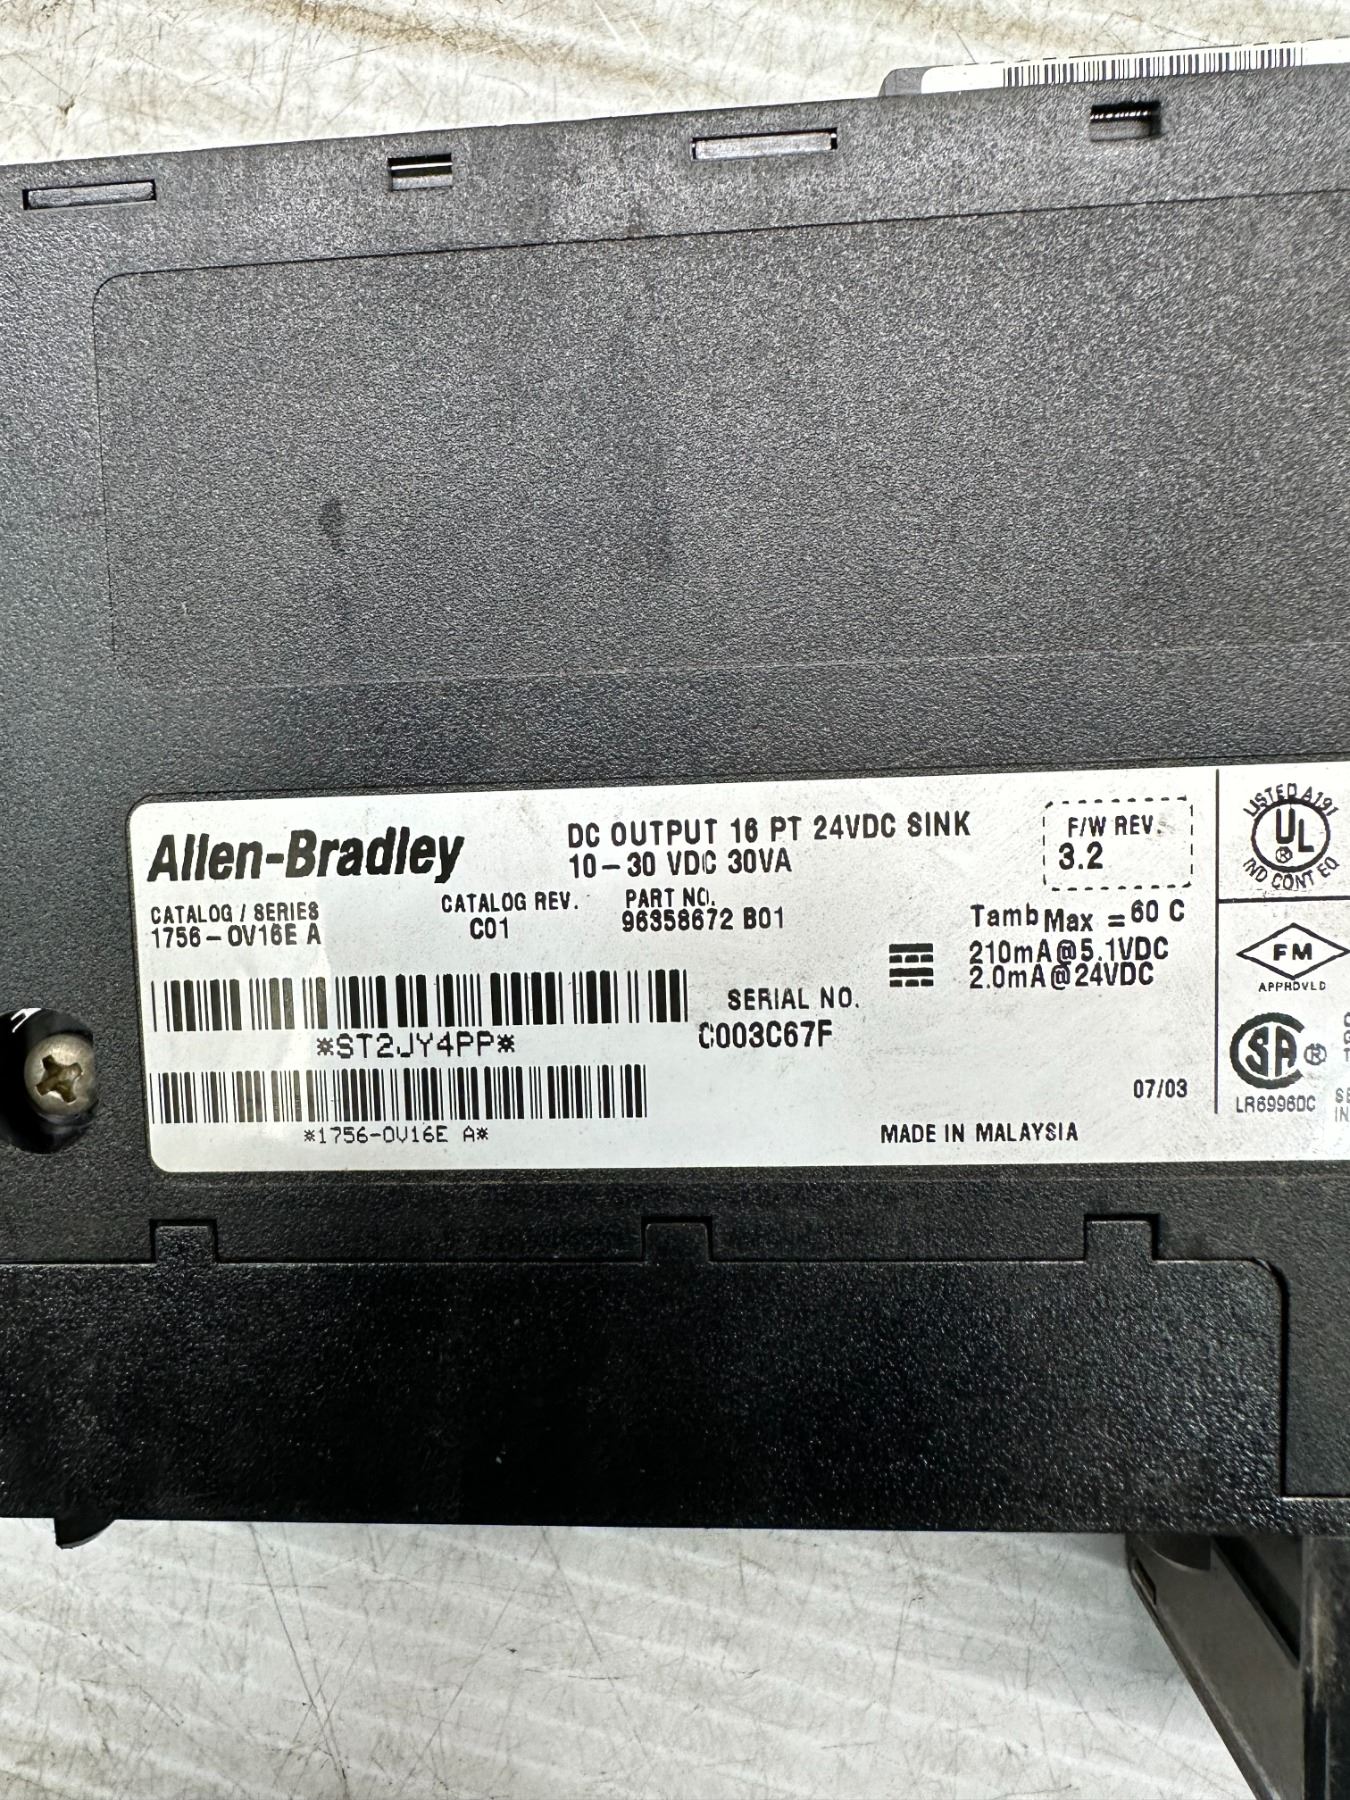 Allen-Bradley
DC OUTPUT 16 PT 24VDC SINK
10-30 VDC 30VA
F/W REV.
3.2
CATALOG / SERIES
1756-OV16E A
CATALOG REV.
C01
PART NO.
96358672 B01
Tamb Max = 60 C
210mA@5.1VDC
2.0mA@24VDC
SERIAL NO.
C003C67F
*ST2JY4PP*
*1756-OV16E A*
07/03
MADE IN MALAYSIA
LISTED A191
UL ®
IND CONT EQ
FM
APPROVED
SA ®
LR69960C